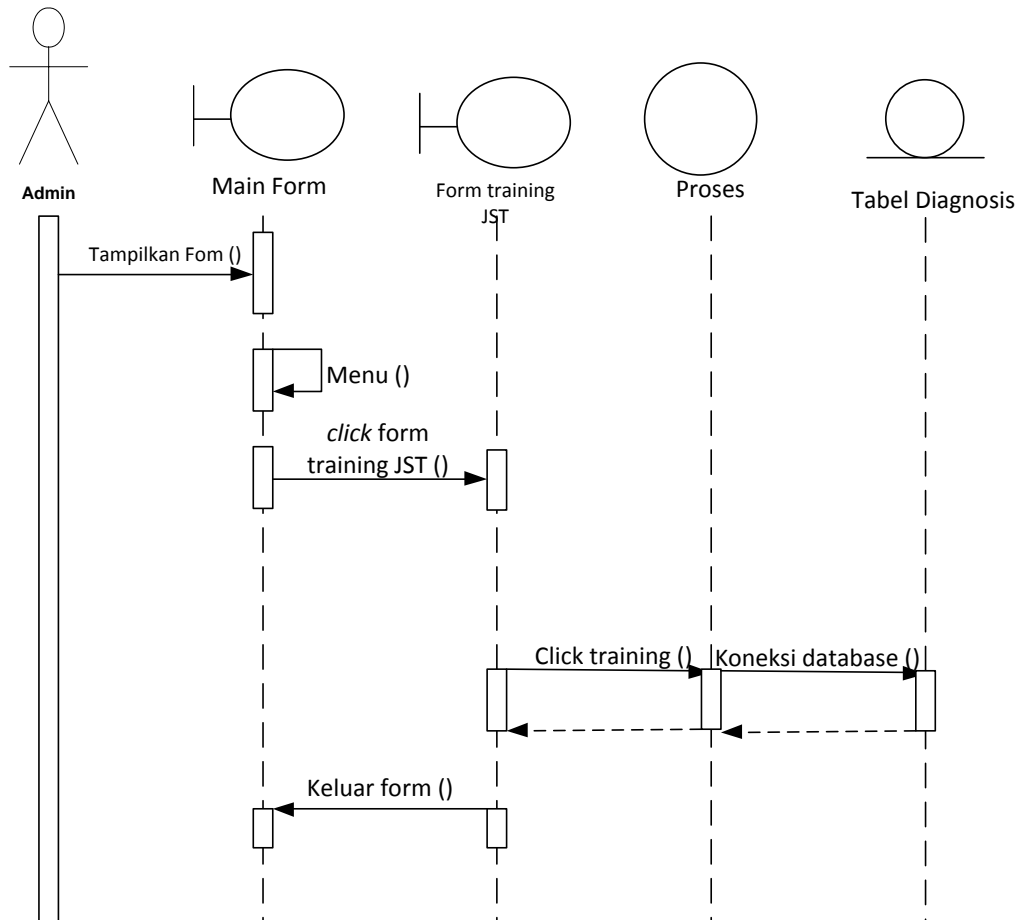 Admin
Main Form
Form training
JST
Proses
Tabel Diagnosis
Tampilkan Fom ()
Menu ()
click form
training JST ()
Click training ()
Koneksi database ()
Keluar form ()